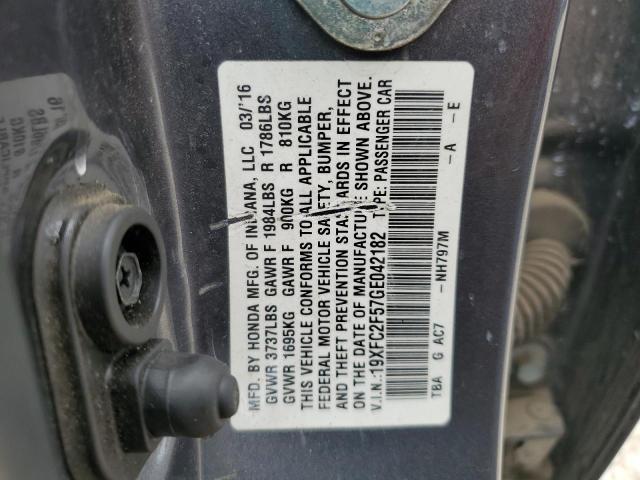 MFD. BY HONDA MFG. OF INDIANA, LLC 03/'16
GVWR 3737LBS GAWR F 1984LBS R 1786LBS
GVWR 1695KG GAWR F 900KG R 810KG
THIS VEHICLE CONFORMS TO ALL APPLICABLE
FEDERAL MOTOR VEHICLE SAFETY, BUMPER,
AND THEFT PREVENTION STANDARDS IN EFFECT
ON THE DATE OF MANUFACTURE SHOWN ABOVE.
V.I.N.:19XFC2F57GE042182 TYPE: PASSENGER CAR
TBA G AC7 -NH797M -A -E